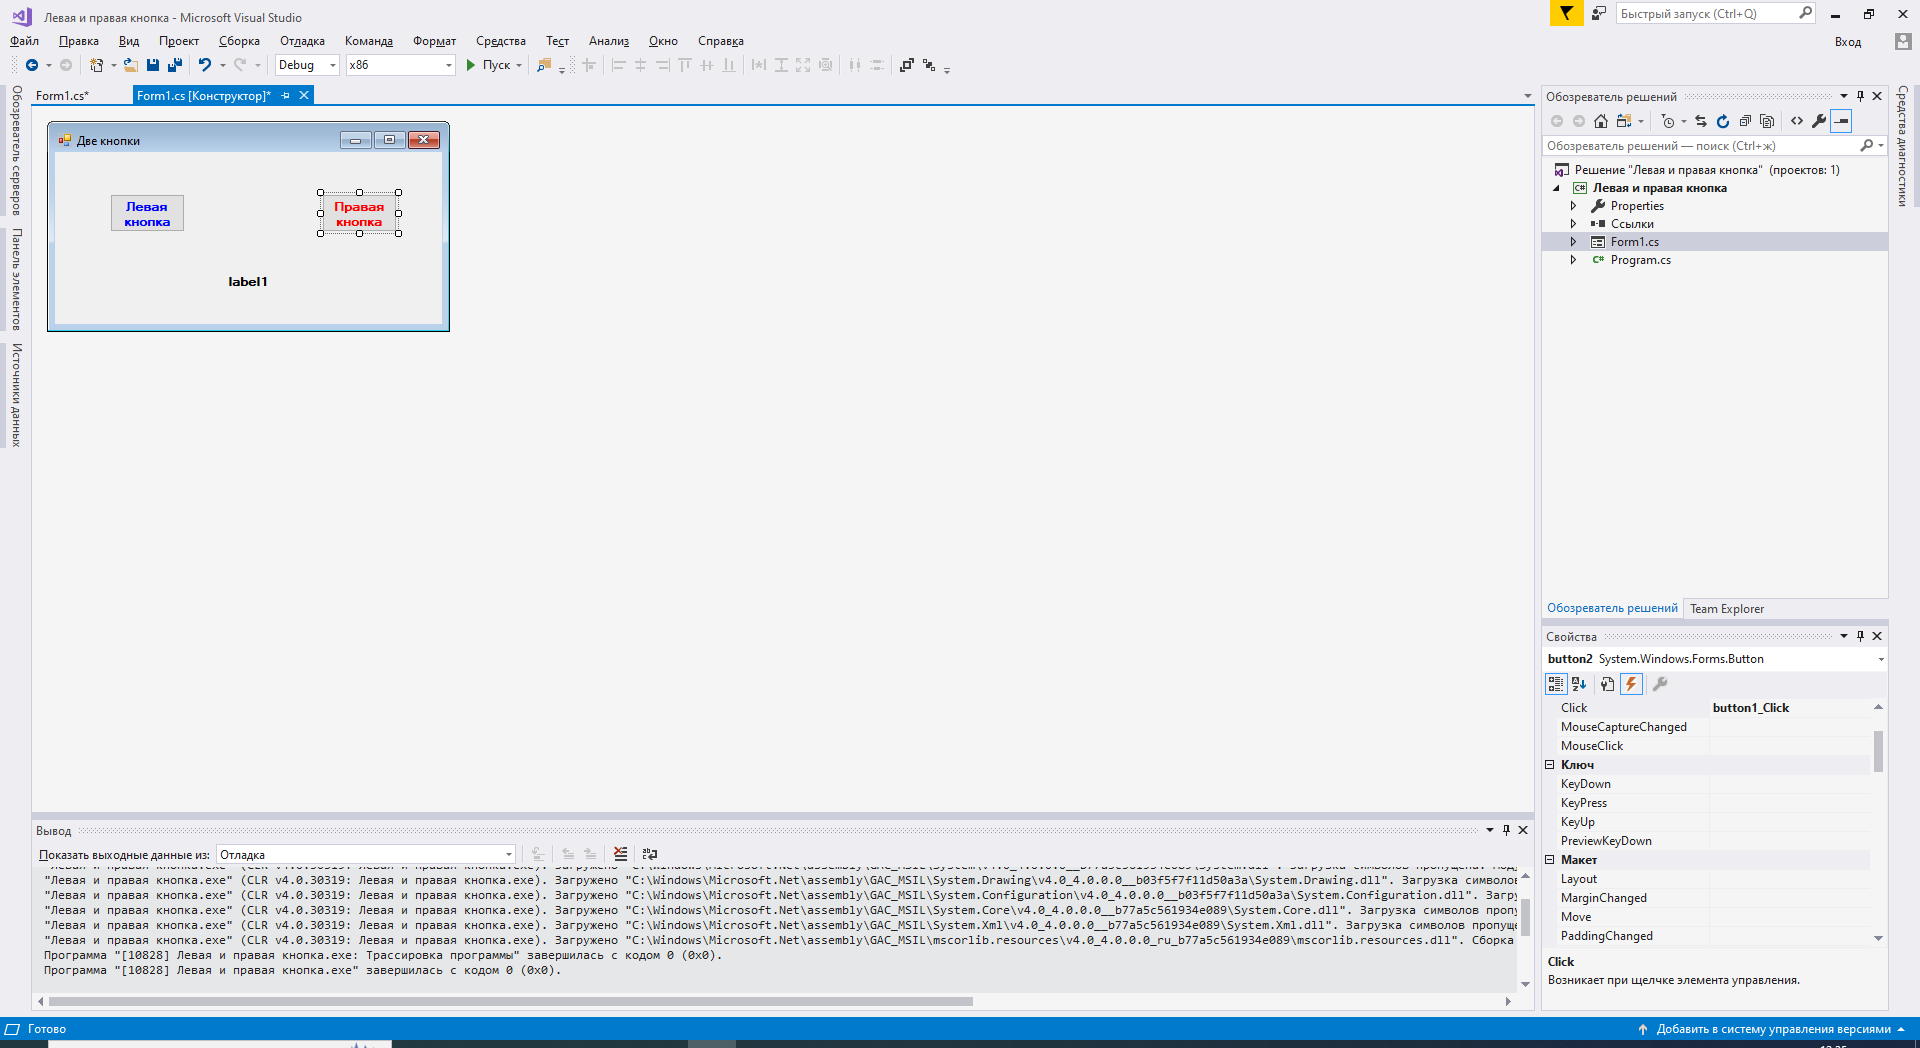 Левая и правая кнопка - Microsoft Visual Studio
Быстрый запуск (Ctrl+Q)
Файл Правка Вид Проект Сборка Отладка Команда Формат Средства Тест Анализ Окно Справка
Вход
Debug x86 Пуск
Обозреватель серверов
Панель элементов
Источники данных
Form1.cs*
Form1.cs [Конструктор]*
Две кнопки
Левая
кнопка
Правая
кнопка
label1
Обозреватель решений
Обозреватель решений — поиск (Ctrl+ж)
Решение "Левая и правая кнопка" (проектов: 1)
Левая и правая кнопка
Properties
Ссылки
Form1.cs
Program.cs
Средства диагностики
Обозреватель решений Team Explorer
Свойства
button2 System.Windows.Forms.Button
Click button1_Click
MouseCaptureChanged
MouseClick
Ключ
KeyDown
KeyPress
KeyUp
PreviewKeyDown
Макет
Layout
MarginChanged
Move
PaddingChanged
Click
Возникает при щелчке элемента управления.
Вывод
Показать выходные данные из: Отладка
"Левая и правая кнопка.exe" (CLR v4.0.30319: Левая и правая кнопка.exe). Загружено "C:\Windows\Microsoft.Net\assembly\GAC_MSIL\System.Drawing\v4.0_4.0.0.0__b03f5f7f11d50a3a\System.Drawing.dll". Загрузка символов
"Левая и правая кнопка.exe" (CLR v4.0.30319: Левая и правая кнопка.exe). Загружено "C:\Windows\Microsoft.Net\assembly\GAC_MSIL\System.Configuration\v4.0_4.0.0.0__b03f5f7f11d50a3a\System.Configuration.dll". Загру
"Левая и правая кнопка.exe" (CLR v4.0.30319: Левая и правая кнопка.exe). Загружено "C:\Windows\Microsoft.Net\assembly\GAC_MSIL\System.Core\v4.0_4.0.0.0__b77a5c561934e089\System.Core.dll". Загрузка символов пропу
"Левая и правая кнопка.exe" (CLR v4.0.30319: Левая и правая кнопка.exe). Загружено "C:\Windows\Microsoft.Net\assembly\GAC_MSIL\System.Xml\v4.0_4.0.0.0__b77a5c561934e089\System.Xml.dll". Загрузка символов пропуще
"Левая и правая кнопка.exe" (CLR v4.0.30319: Левая и правая кнопка.exe). Загружено "C:\Windows\Microsoft.Net\assembly\GAC_MSIL\mscorlib.resources\v4.0_4.0.0.0_ru_b77a5c561934e089\mscorlib.resources.dll". Сборка
Программа "[10828] Левая и правая кнопка.exe: Трассировка программы" завершилась с кодом 0 (0x0).
Программа "[10828] Левая и правая кнопка.exe" завершилась с кодом 0 (0x0).
Готово
Добавить в систему управления версиями